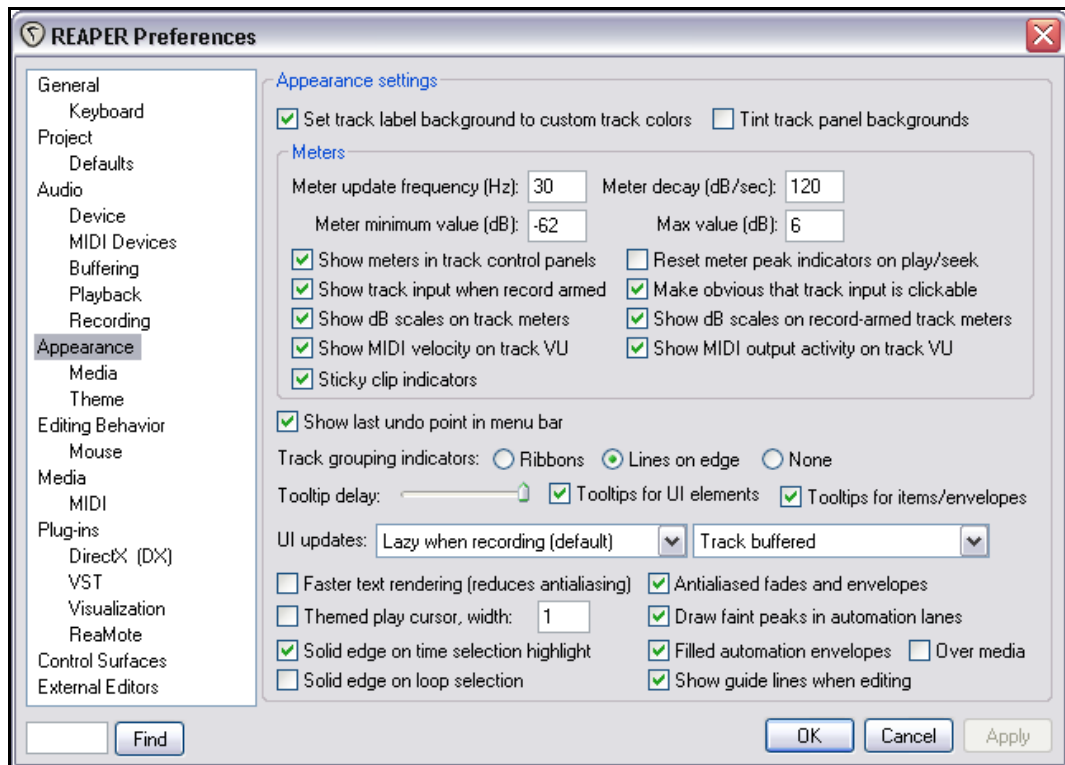 REAPER Preferences
General
Keyboard
Project
Defaults
Audio
Device
MIDI Devices
Buffering
Playback
Recording
Appearance
Media
Theme
Editing Behavior
Mouse
Media
MIDI
Plug-ins
DirectX (DX)
VST
Visualization
ReaMote
Control Surfaces
External Editors
Find
Appearance settings
Set track label background to custom track colors Tint track panel backgrounds
Meters
Meter update frequency (Hz): 30 Meter decay (dB/sec): 120
Meter minimum value (dB): -62 Max value (dB): 6
Show meters in track control panels Reset meter peak indicators on play/seek
Show track input when record armed Make obvious that track input is clickable
Show dB scales on track meters Show dB scales on record-armed track meters
Show MIDI velocity on track VU Show MIDI output activity on track VU
Sticky clip indicators
Show last undo point in menu bar
Track grouping indicators: Ribbons Lines on edge None
Tooltip delay: Tooltips for UI elements Tooltips for items/envelopes
UI updates: Lazy when recording (default) Track buffered
Faster text rendering (reduces antialiasing) Antialiased fades and envelopes
Themed play cursor, width: 1 Draw faint peaks in automation lanes
Solid edge on time selection highlight Filled automation envelopes Over media
Solid edge on loop selection Show guide lines when editing
OK Cancel Apply